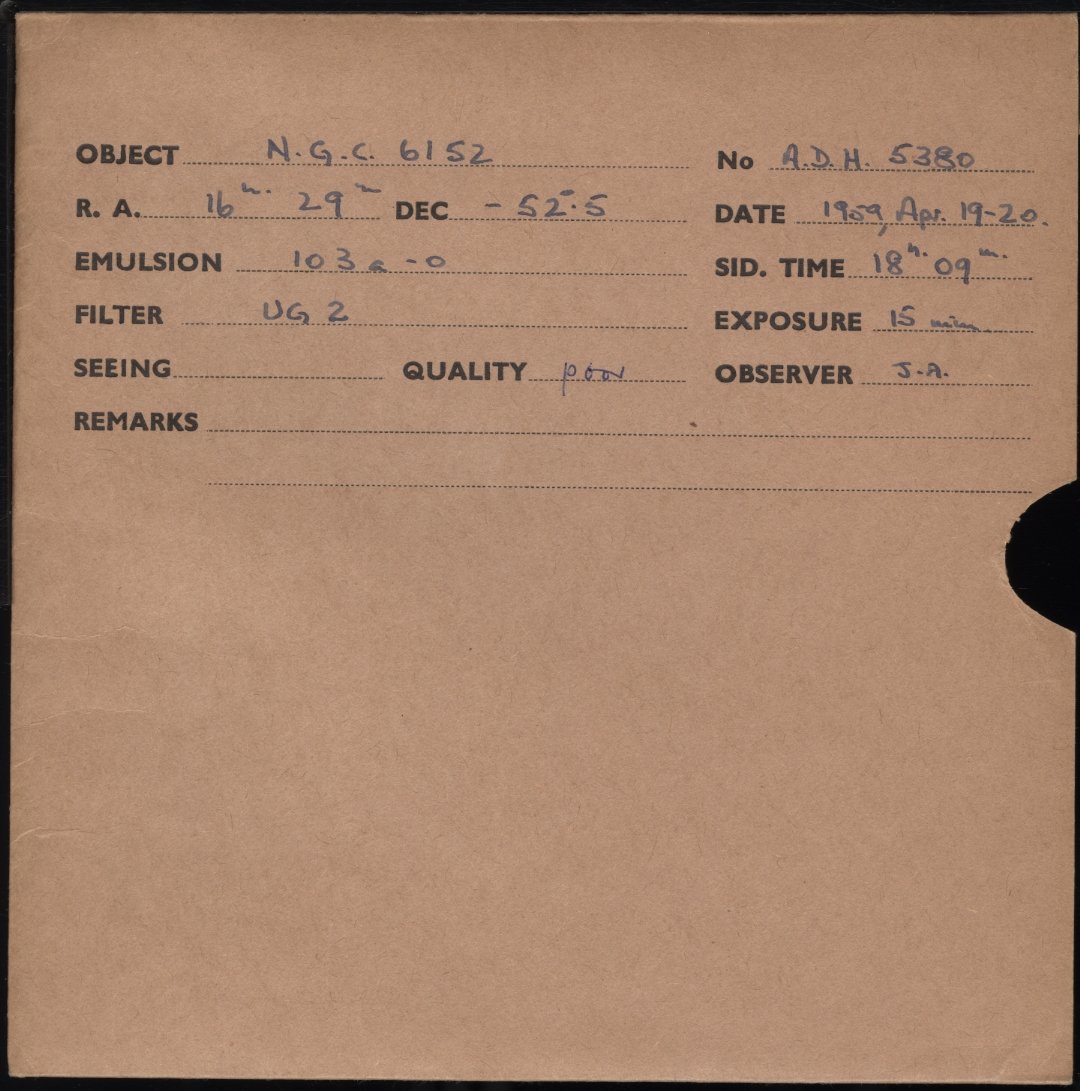 OBJECT N.G.C. 6152 No A.D.H. 5380
R. A. 16h. 29m DEC -52°.5 DATE 1959, Apr. 19-20.
EMULSION 103a-0 SID. TIME 18h. 09m.
FILTER UG 2 EXPOSURE 15 min
SEEING QUALITY poor OBSERVER J.A.
REMARKS